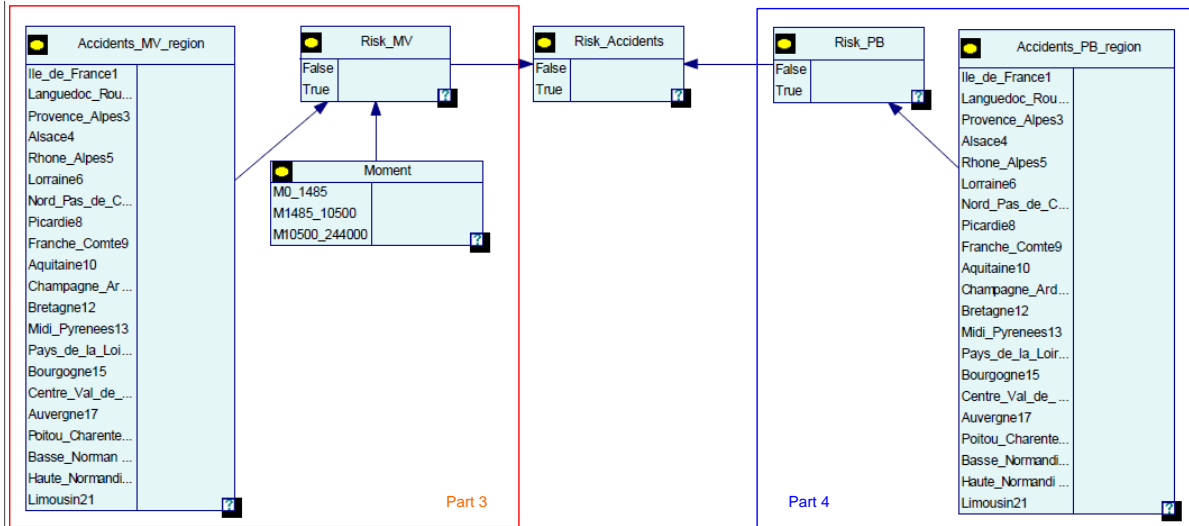 Accidents_MV_region
Ile_de_France1
Languedoc_Rou...
Provence_Alpes3
Alsace4
Rhone_Alpes5
Lorraine6
Nord_Pas_de_C...
Picardie8
Franche_Comte9
Aquitaine10
Champagne_Ar ...
Bretagne12
Midi_Pyrenees13
Pays_de_la_Loi...
Bourgogne15
Centre_Val_de_...
Auvergne17
Poitou_Charente...
Basse_Norman ...
Haute_Normandi...
Limousin21
?
Risk_MV
False
True
?
Moment
M0_1485
M1485_10500
M10500_244000
?
Part 3
Risk_Accidents
False
True
?
Risk_PB
False
True
?
Accidents_PB_region
Ile_de_France1
Languedoc_Rou...
Provence_Alpes3
Alsace4
Rhone_Alpes5
Lorraine6
Nord_Pas_de_C...
Picardie8
Franche_Comte9
Aquitaine10
Champagne_Ard...
Bretagne12
Midi_Pyrenees13
Pays_de_la_Loir...
Bourgogne15
Centre_Val_de_ ...
Auvergne17
Poitou_Charente...
Basse_Normandi...
Haute_Normandi ...
Limousin21
?
Part 4